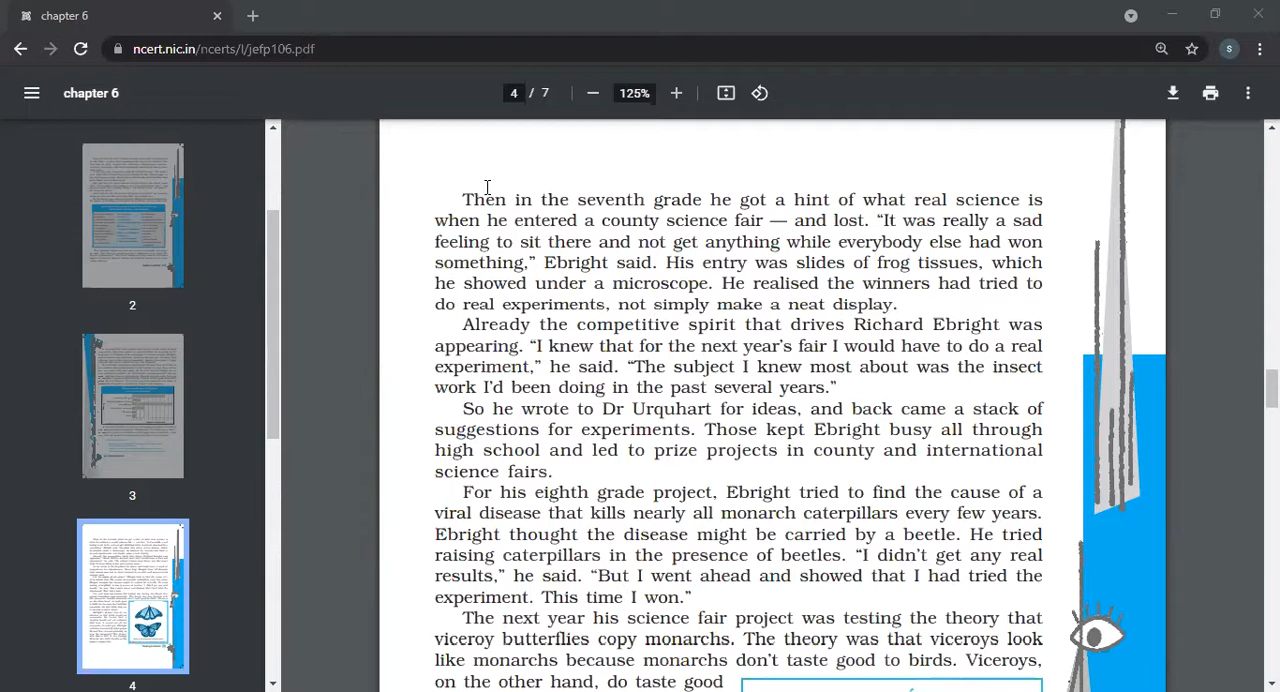 chapter 6
ncert.nic.in/ncerts/l/jefp106.pdf
S
chapter 6
4 / 7
125%
2
3
4
Then in the seventh grade he got a hint of what real science is
when he entered a county science fair — and lost. “It was really a sad
feeling to sit there and not get anything while everybody else had won
something,” Ebright said. His entry was slides of frog tissues, which
he showed under a microscope. He realised the winners had tried to
do real experiments, not simply make a neat display.
Already the competitive spirit that drives Richard Ebright was
appearing. “I knew that for the next year’s fair I would have to do a real
experiment,” he said. “The subject I knew most about was the insect
work I’d been doing in the past several years.”
So he wrote to Dr Urquhart for ideas, and back came a stack of
suggestions for experiments. Those kept Ebright busy all through
high school and led to prize projects in county and international
science fairs.
For his eighth grade project, Ebright tried to find the cause of a
viral disease that kills nearly all monarch caterpillars every few years.
Ebright thought the disease might be carried by a beetle. He tried
raising caterpillers in the presence of beetles. “I didn’t get any real
results,” he said. “But I went ahead and showed that I had tried the
experiment. This time I won.”
The next year his science fair project was testing the theory that
viceroy butterflies copy monarchs. The theory was that viceroys look
like monarchs because monarchs don’t taste good to birds. Viceroys,
on the other hand, do taste good